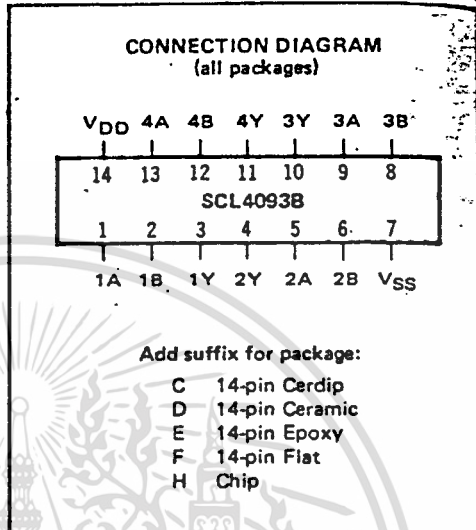 CONNECTION DIAGRAM
(all packages)
VDD 4A 4B 4Y 3Y 3A 3B
14 13 12 11 10 9 8
SCL4093B
1 2 3 4 5 6 7
1A 1B 1Y 2Y 2A 2B VSS
Add suffix for package:
C 14-pin Cerdip
D 14-pin Ceramic
E 14-pin Epoxy
F 14-pin Flat
H Chip